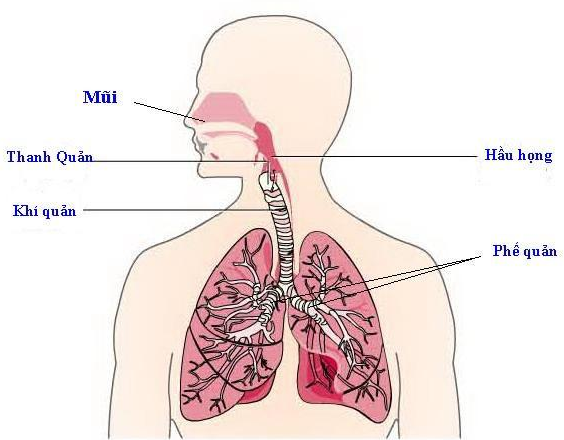 Mũi
Thanh Quản
Hầu họng
Khí quản
Phế quản